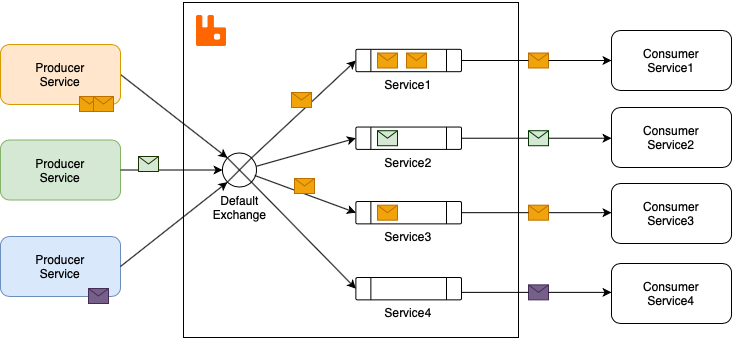 Producer
Service
Producer
Service
Producer
Service
Default
Exchange
Service1
Service2
Service3
Service4
Consumer
Service1
Consumer
Service2
Consumer
Service3
Consumer
Service4